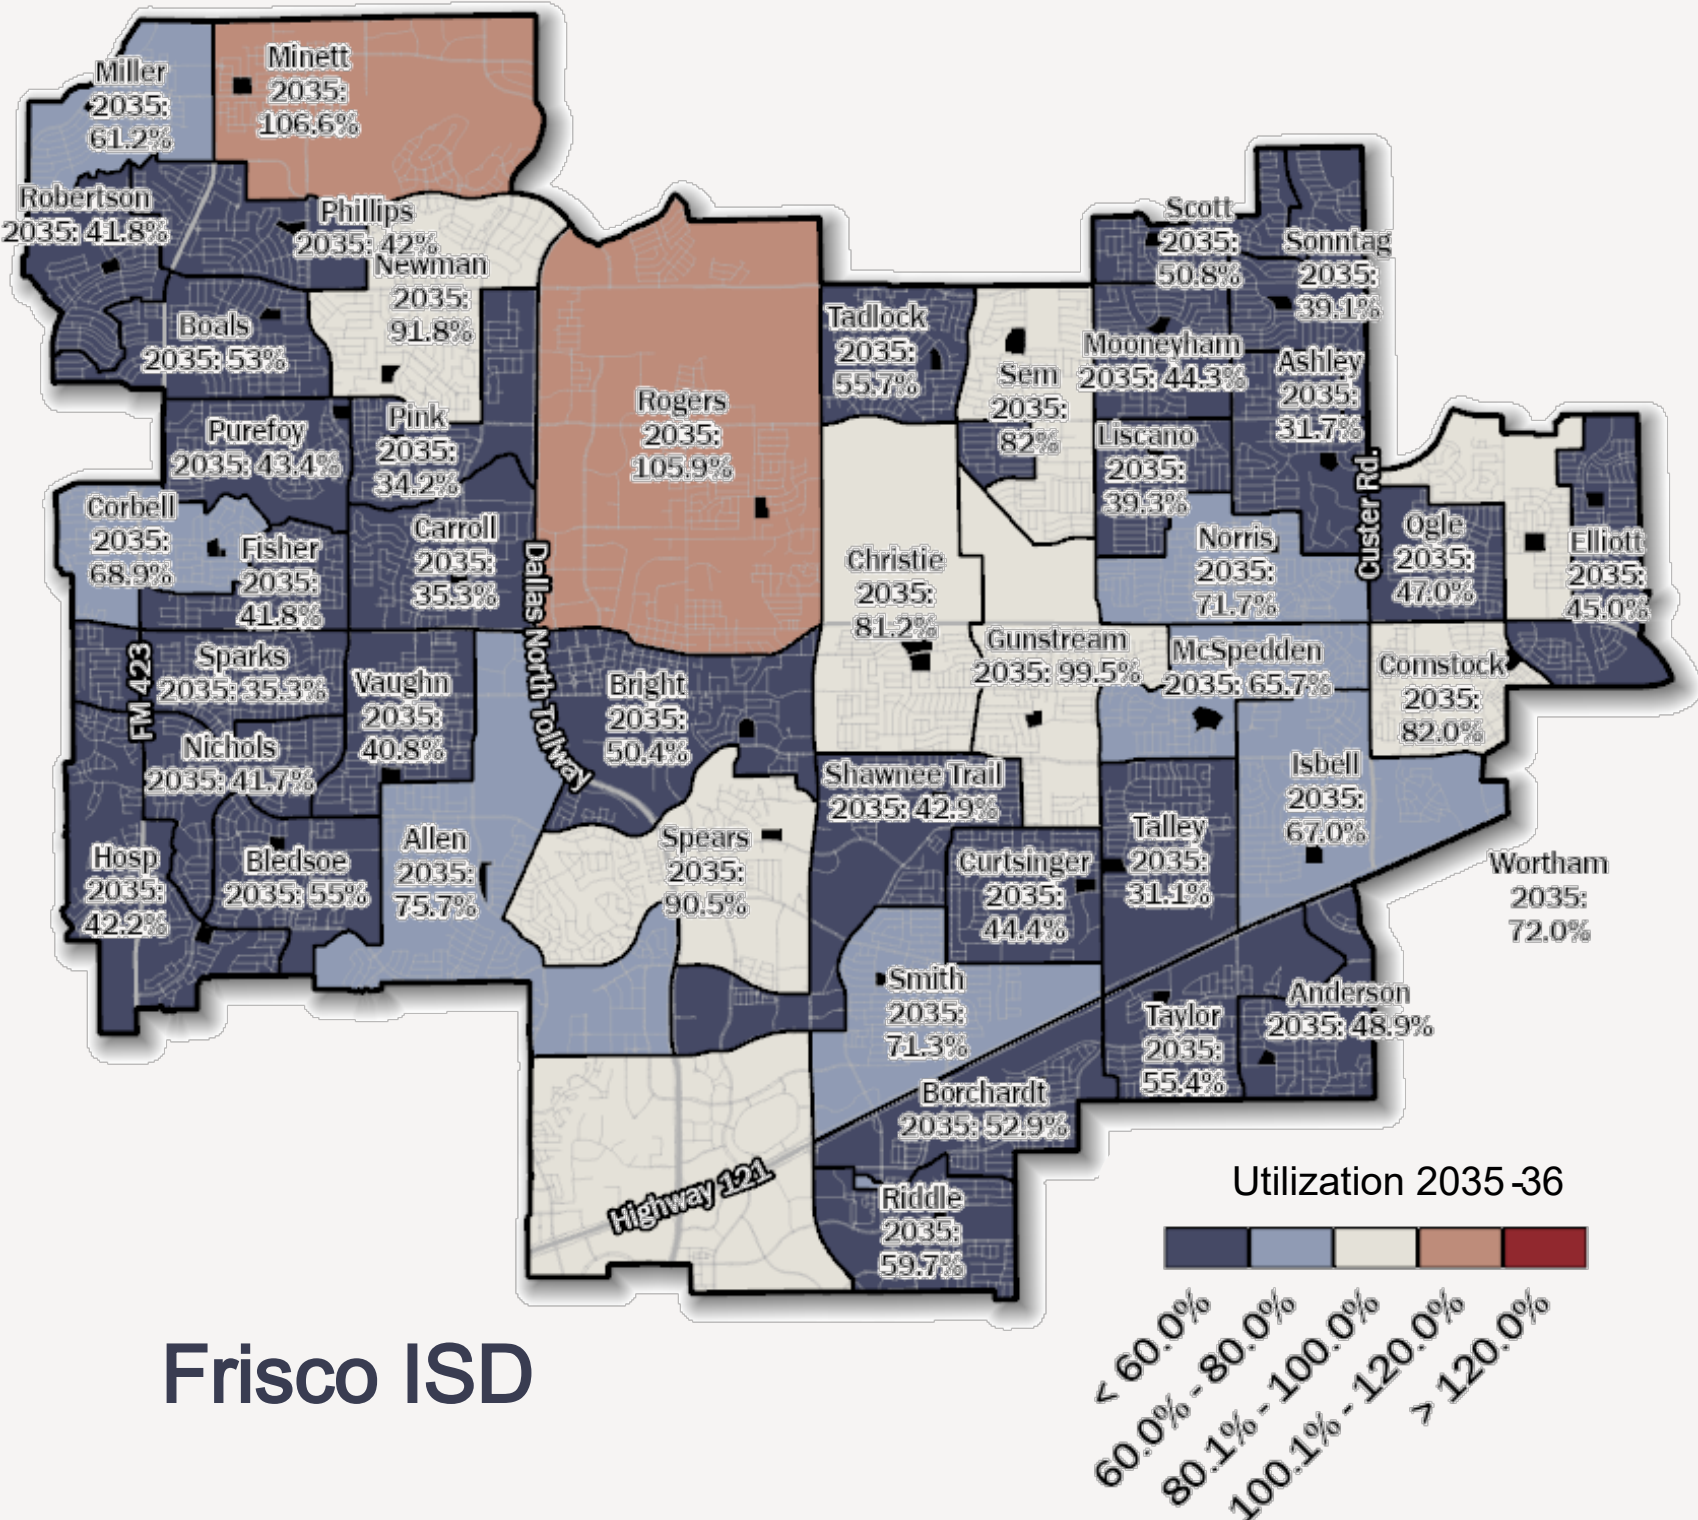 Miller
2035:
61.2%
Minett
2035:
106.6%
Robertson
2035: 41.8%
Phillips
2035: 42%
Newman
2035:
91.8%
Boals
2035: 53%
Purefoy
2035: 43.4%
Pink
2035:
34.2%
Corbell
2035:
68.9%
Fisher
2035:
41.8%
Carroll
2035:
35.3%
Rogers
2035:
105.9%
Tadlock
2035:
55.7%
Sem
2035:
82%
Scott
2035:
50.8%
Sonntag
2035:
39.1%
Mooneyham
2035: 44.3%
Ashley
2035:
31.7%
Liscano
2035:
39.3%
Norris
2035:
71.7%
Custer Rd.
Ogle
2035:
47.0%
Elliott
2035:
45.0%
Christie
2035:
81.2%
Gunstream
2035: 99.5%
McSpedden
2035: 65.7%
Comstock
2035:
82.0%
FM 423
Sparks
2035: 35.3%
Vaughn
2035:
40.8%
Dallas North Tollway
Bright
2035:
50.4%
Nichols
2035: 41.7%
Shawnee Trail
2035: 42.9%
Isbell
2035:
67.0%
Hosp
2035:
42.2%
Bledsoe
2035: 55%
Allen
2035:
75.7%
Spears
2035:
90.5%
Curtsinger
2035:
44.4%
Talley
2035:
31.1%
Wortham
2035:
72.0%
Smith
2035:
71.3%
Taylor
2035:
55.4%
Anderson
2035: 48.9%
Borchardt
2035: 52.9%
Highway 121
Riddle
2035:
59.7%
Utilization 2035-36
< 60.0%
60.0% - 80.0%
80.1% - 100.0%
100.1% - 120.0%
> 120.0%
Frisco ISD